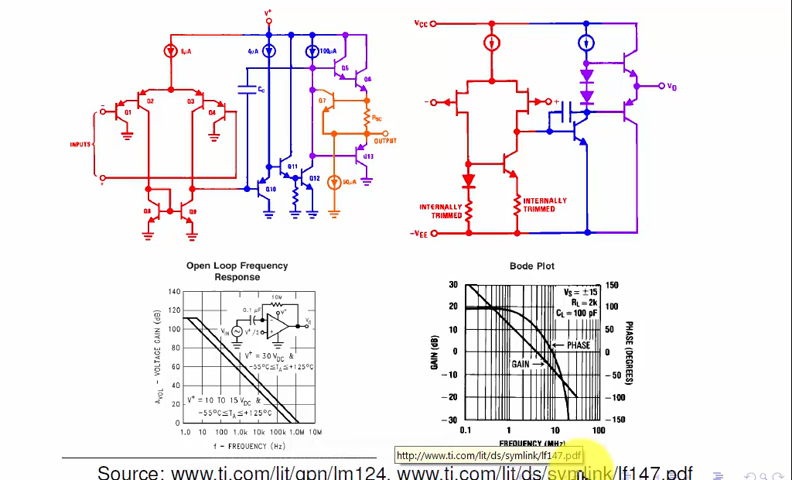 V+
6µA
4µA
100µA
Q5
Q6
Q2
Q3
Q1
Q4
Cc
Q7
RSC
OUTPUT
INPUTS
−
+
Q11
Q13
Q10
Q12
50µA
Q8
Q9
VCC
−
+
VO
INTERNALLY
TRIMMED
INTERNALLY
TRIMMED
−VEE
Open Loop Frequency
Response
AVOL - VOLTAGE GAIN (dB)
140
120
100
80
60
40
20
0
10M
0.1 µF
V+
VO
VIN
V+/2
V+ = 30 VDC &
-55°C≤TA≤+125°C
V+ = 10 TO 15 VDC &
-55°C≤TA≤+125°C
1.0 10 100 1k 10k 100k 1.0M 10M
f - FREQUENCY (Hz)
Bode Plot
GAIN (dB)
30
20
10
0
−10
−20
−30
VS = ±15
RL = 2k
CL = 100 pF
PHASE
GAIN
150
100
50
0
−50
−100
−150
PHASE (DEGREES)
0.1 1 10 100
FREQUENCY (MHz)
http://www.ti.com/lit/ds/symlink/lf147.pdf
Source: www.ti.com/lit/gpn/lm124, www.ti.com/lit/ds/symlink/lf147.pdf